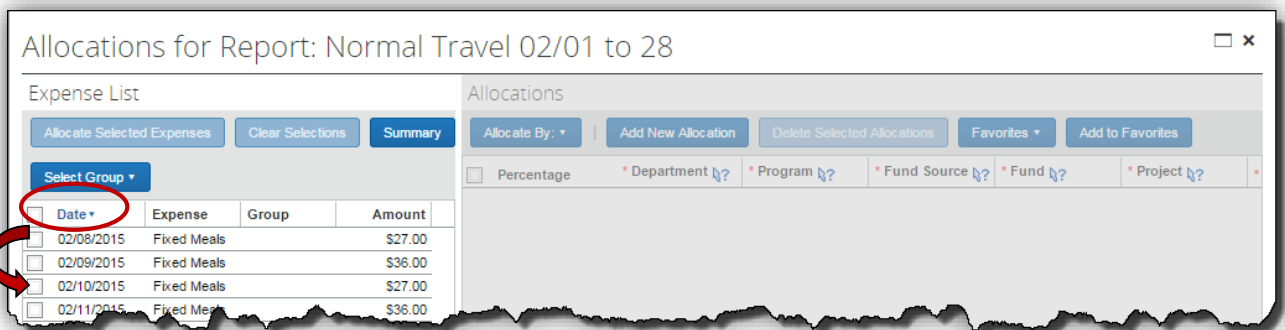 Allocations for Report: Normal Travel 02/01 to 28
Expense List
Allocate Selected Expenses Clear Selections Summary
Select Group
Date Expense Group Amount
02/08/2015 Fixed Meals $27.00
02/09/2015 Fixed Meals $36.00
02/10/2015 Fixed Meals $27.00
02/11/2015 Fixed Meals $36.00
Allocations
Allocate By: | Add New Allocation Delete Selected Allocations Favorites Add to Favorites
Percentage * Department ? * Program ? * Fund Source ? * Fund ? * Project ? *